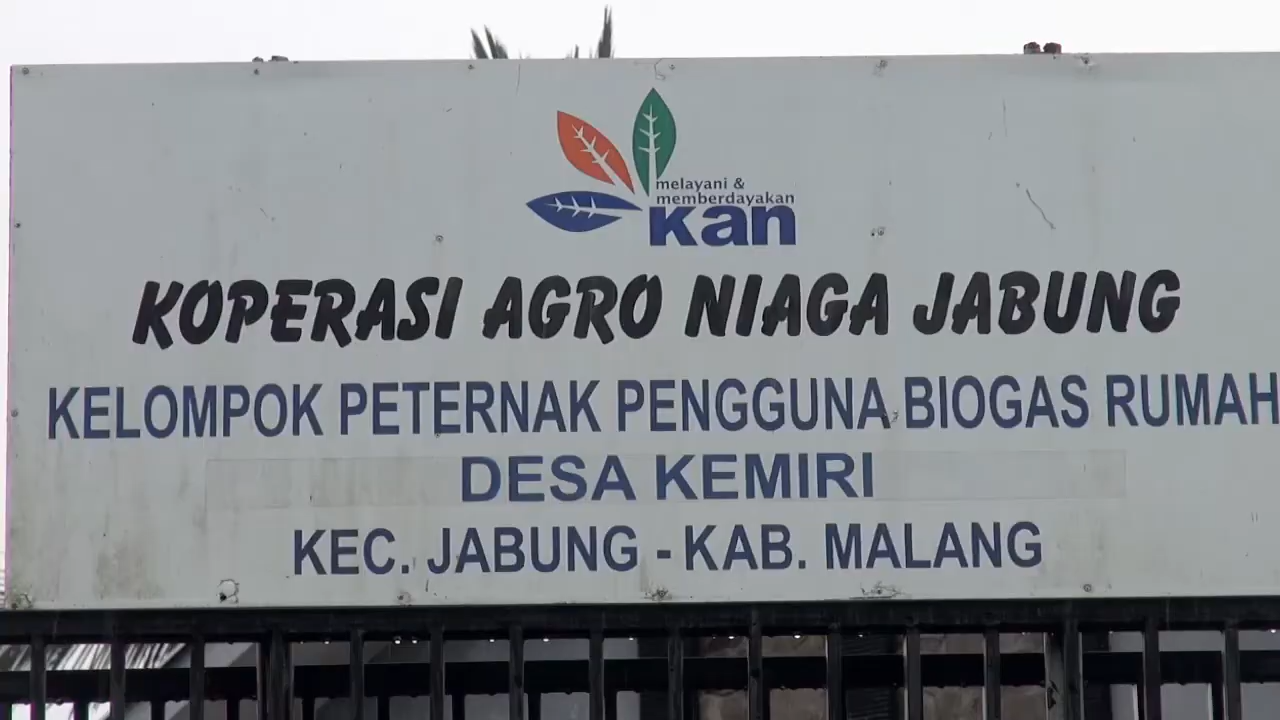 melayani &
memberdayakan
kan
KOPERASI AGRO NIAGA JABUNG
KELOMPOK PETERNAK PENGGUNA BIOGAS RUMAH
DESA KEMIRI
KEC. JABUNG - KAB. MALANG